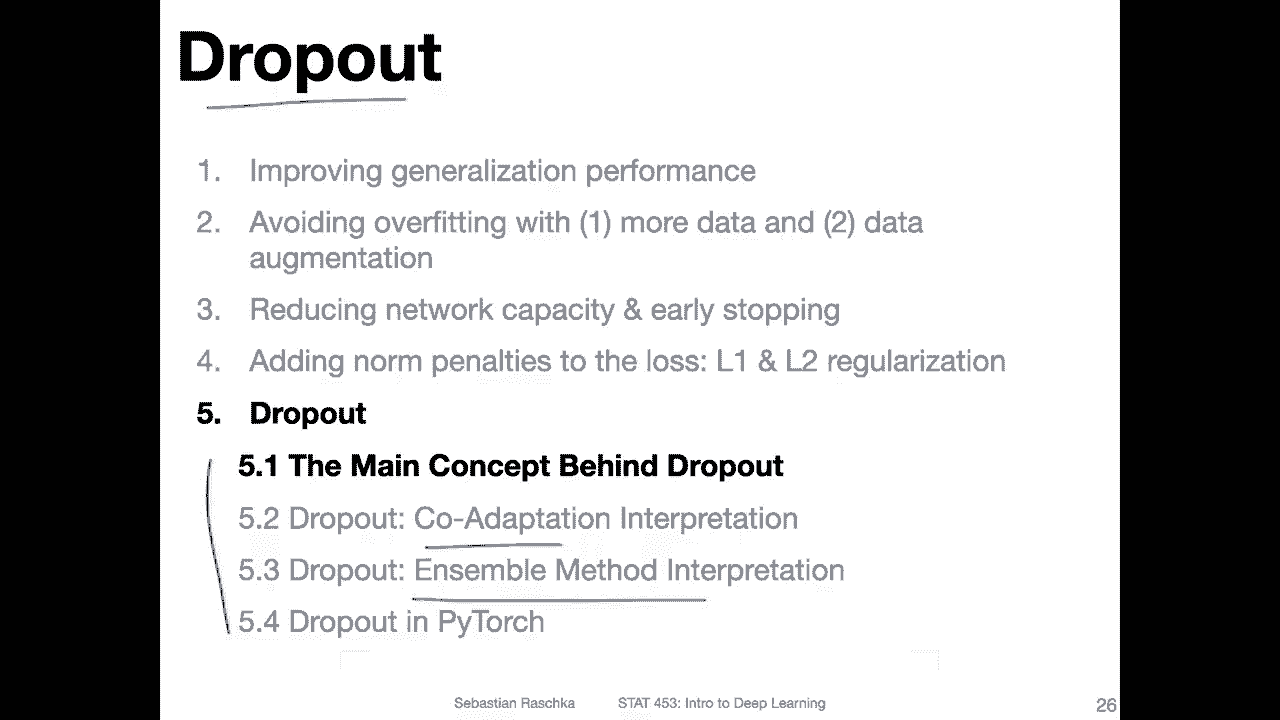 Dropout
1. Improving generalization performance
2. Avoiding overfitting with (1) more data and (2) data
augmentation
3. Reducing network capacity & early stopping
4. Adding norm penalties to the loss: L1 & L2 regularization
5. Dropout
5.1 The Main Concept Behind Dropout
5.2 Dropout: Co-Adaptation Interpretation
5.3 Dropout: Ensemble Method Interpretation
5.4 Dropout in PyTorch
Sebastian Raschka STAT 453: Intro to Deep Learning 26